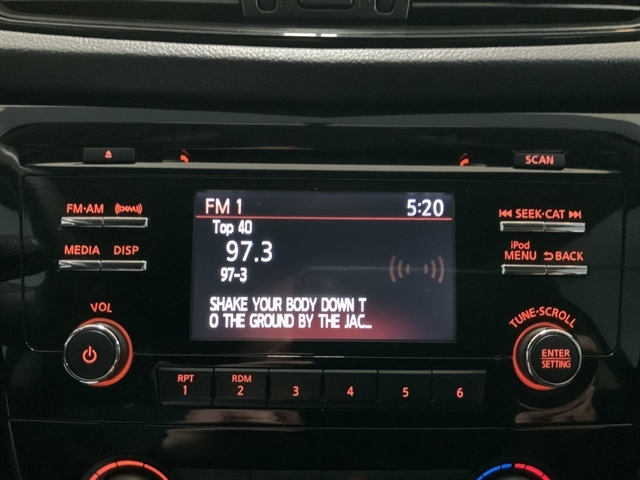 SCAN
FM·AM
SEEK·CAT
MEDIA DISP
iPod
MENU BACK
VOL
TUNE·SCROLL
ENTER
SETTING
FM 1 5:20
Top 40
97.3
97-3
SHAKE YOUR BODY DOWN T
O THE GROUND BY THE JAC...
RPT
1
RDM
2
3
4
5
6